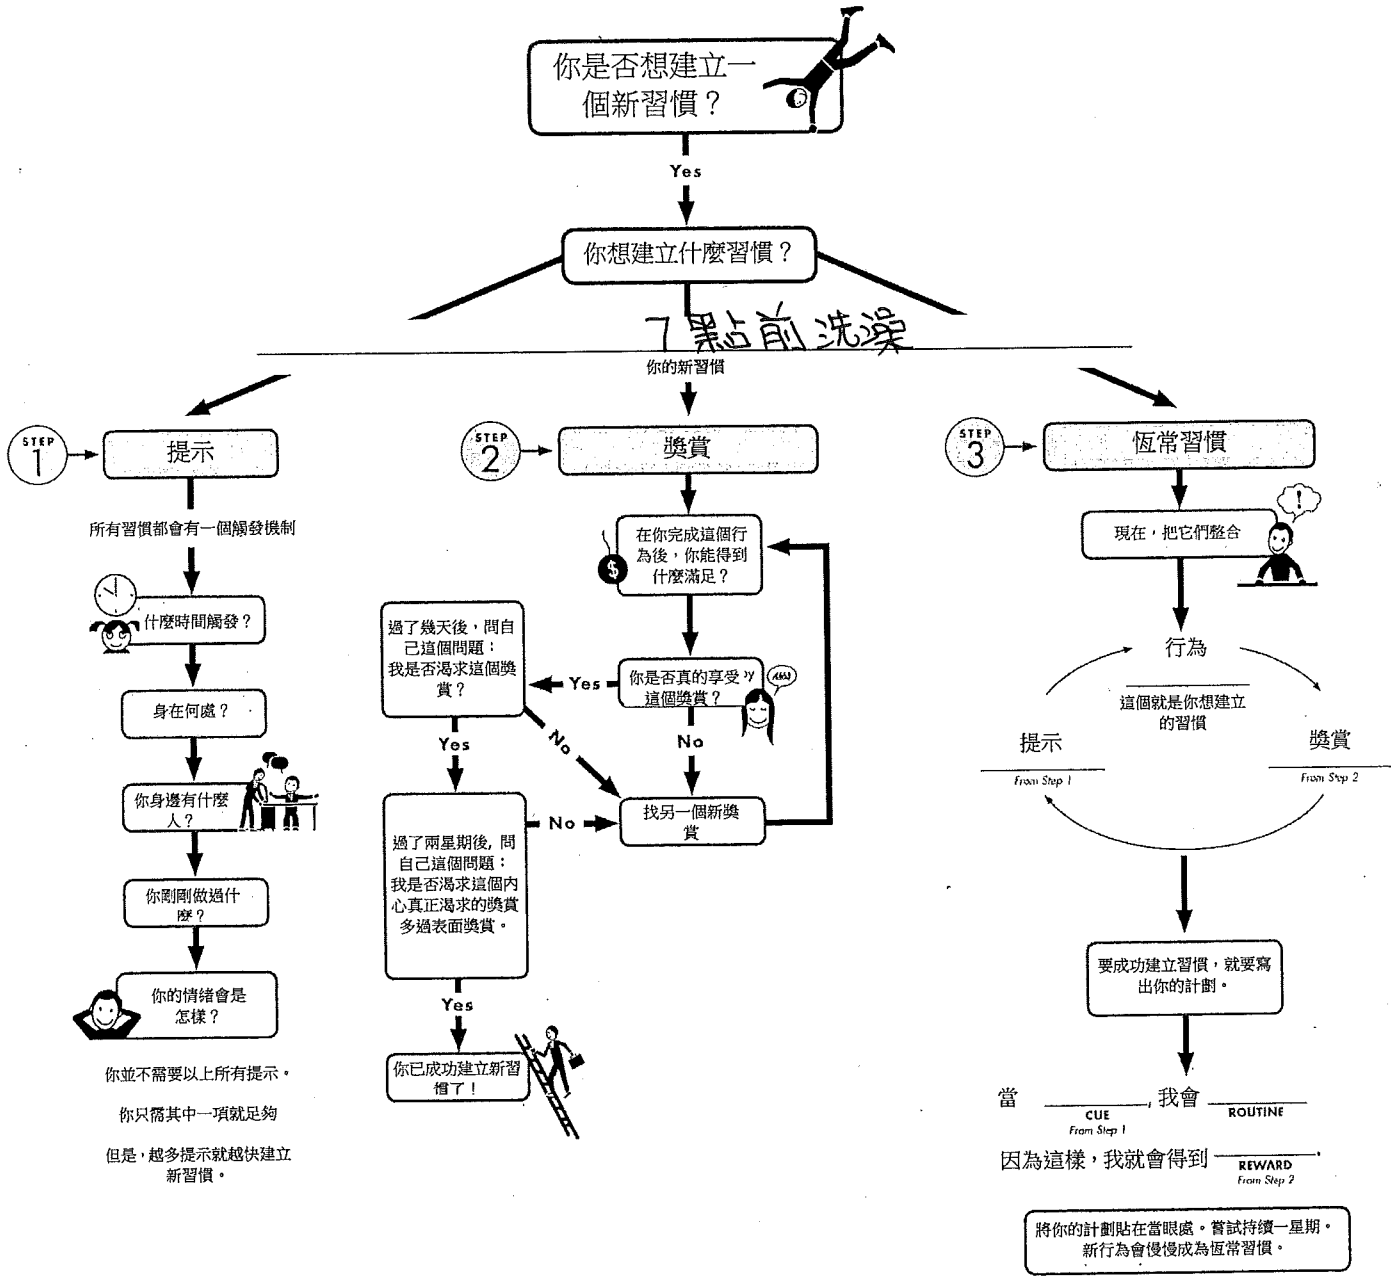 你是否想建立一
個新習慣？
Yes
你想建立什麼習慣？
7點前洗澡
你的新習慣
STEP
1
提示
所有習慣都會有一個觸發機制
什麼時間觸發？
身在何處？
你身邊有什麼
人？
你剛剛做過什
麼？
你的情緒會是
怎樣？
你並不需要以上所有提示。
你只需其中一項就足夠
但是，越多提示就越快建立
新習慣。
STEP
2
獎賞
在你完成這個行
為後，你能得到
什麼滿足？
$
你是否真的享受
這個獎賞？
Yes
No
過了幾天後，問自
己這個問題：
我是否渴求這個獎
賞？
Yes
No
找另一個新獎
賞
過了兩星期後, 問
自己這個問題：
我是否渴求這個內
心真正渴求的獎賞
多過表面獎賞。
No
Yes
你已成功建立新習
慣了！
STEP
3
恆常習慣
現在，把它們整合
!
行為
這個就是你想建立
的習慣
提示
From Step 1
獎賞
From Step 2
要成功建立習慣，就要寫
出你的計劃。
當 ________, 我會 ________
CUE
From Step 1
ROUTINE
因為這樣，我就會得到 ________.
REWARD
From Step 2
將你的計劃貼在當眼處。嘗試持續一星期。
新行為會慢慢成為恆常習慣。